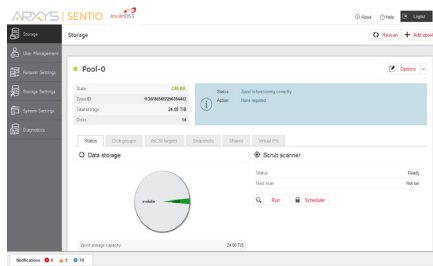 ARXYS | SENTIO JovianDSS
About Help Logout
Storage
User Management
Failover Settings
Storage Settings
System Settings
Diagnostics
Storage
Rescan + Add zpool
Pool-0
Options
State: ONLINE
Zpool ID:
Total storage: 24.00 TiB
Disks: 14
Status: Zpool is functioning correctly.
Action: None required.
Status Disk groups iSCSI targets Snapshots Shares Virtual IPs
Data storage
available
Zpool storage capacity: 24.00 TiB
Scrub scanner
Status Ready
Next scan Not set
Run Scheduler
Notifications 0 5 14